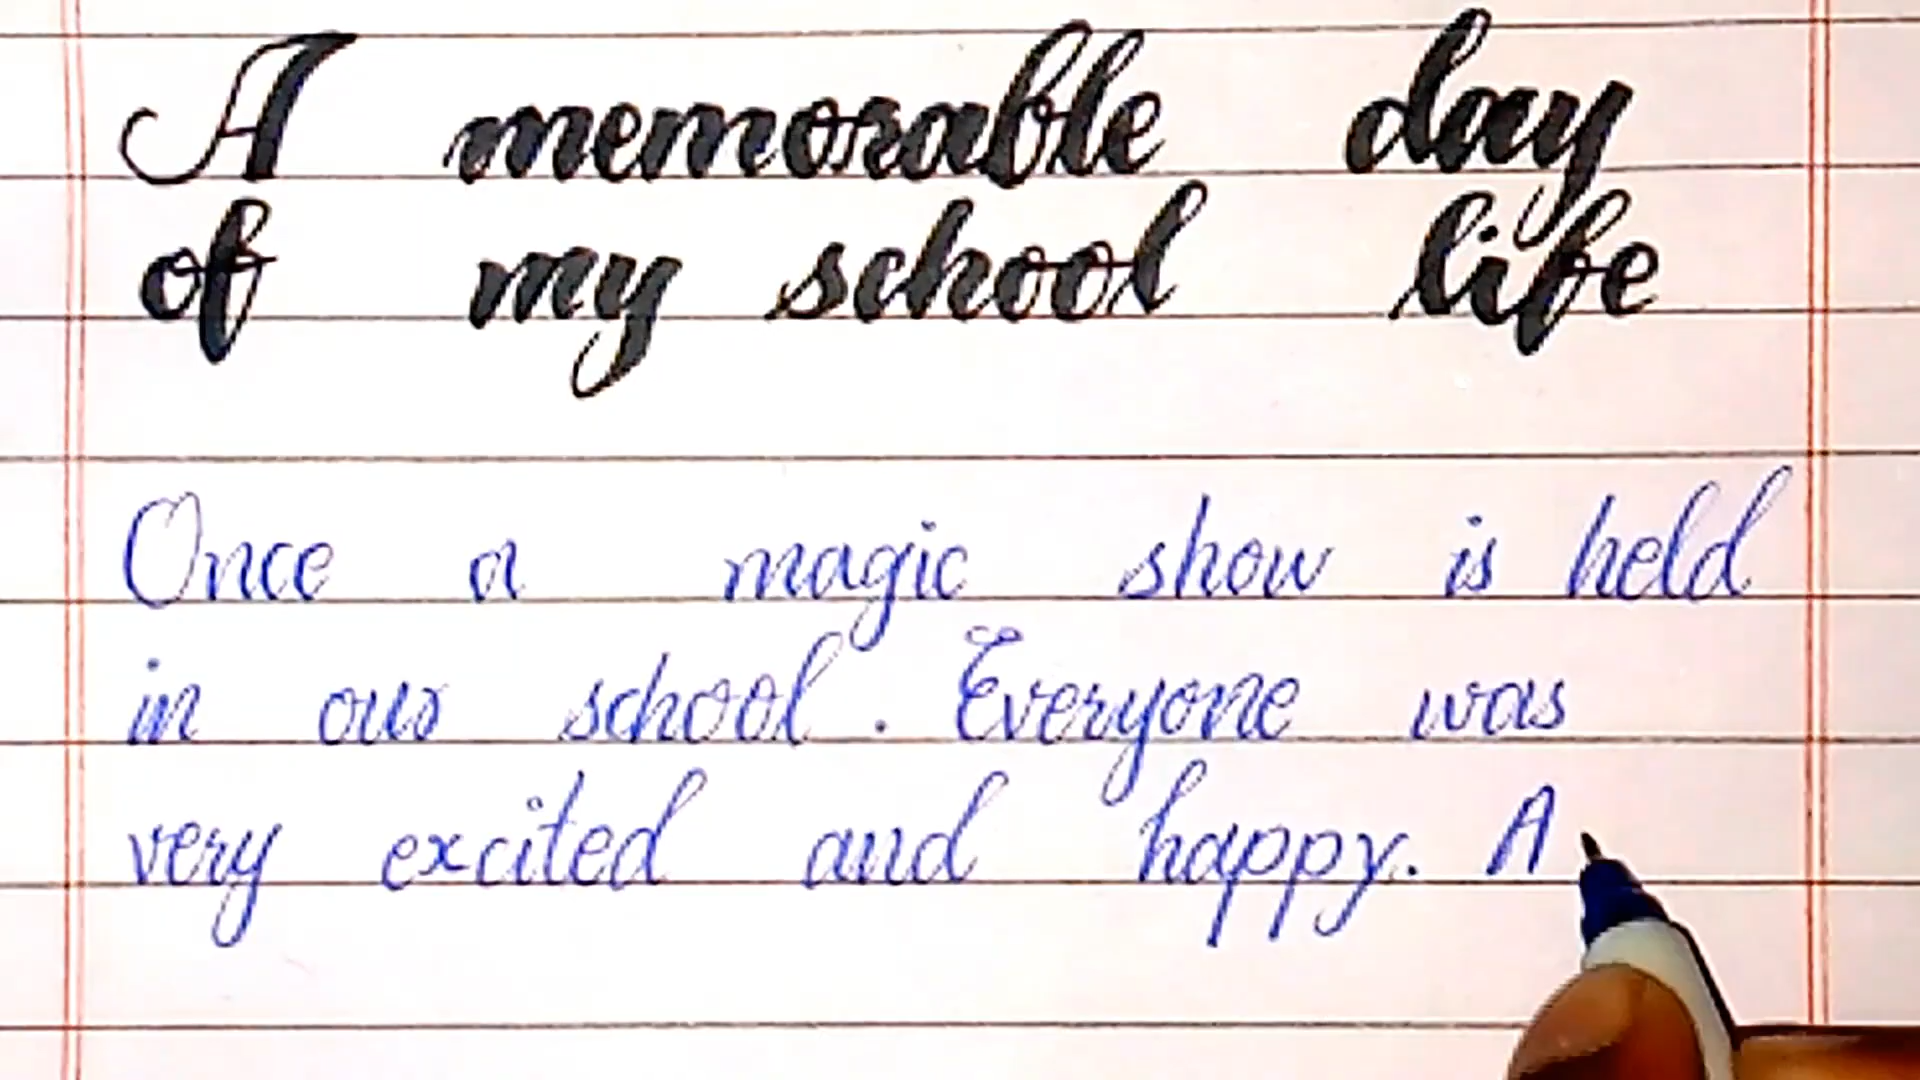 A memorable day
of my school life
Once a magic show is held
in our school. Everyone was
very excited and happy. A